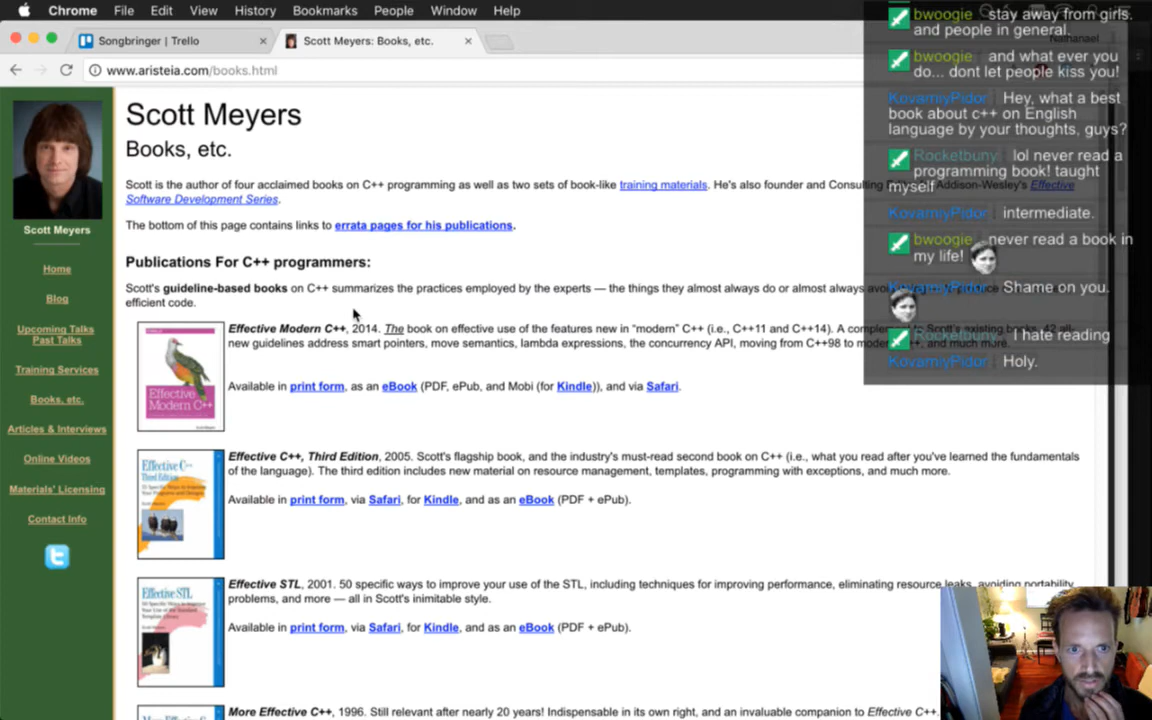 Chrome File Edit View History Bookmarks People Window Help
Songbringer | Trello
Scott Meyers: Books, etc.
www.aristeia.com/books.html
Scott Meyers
Home
Blog
Upcoming Talks
Past Talks
Training Services
Books, etc.
Articles & Interviews
Online Videos
Materials' Licensing
Contact Info
Scott Meyers
Books, etc.
Scott is the author of four acclaimed books on C++ programming as well as two sets of book-like training materials. He's also founder and Consulting Addison-Wesley's Effective
Software Development Series.
The bottom of this page contains links to errata pages for his publications.
Publications For C++ programmers:
Scott's guideline-based books on C++ summarizes the practices employed by the experts — the things they almost always do or almost always
efficient code.
Effective Modern C++
Effective Modern C++, 2014. The book on effective use of the features new in "modern" C++ (i.e., C++11 and C++14). A
new guidelines address smart pointers, move semantics, lambda expressions, the concurrency API, moving from C++98 to
Available in print form, as an eBook (PDF, ePub, and Mobi (for Kindle)), and via Safari.
Effective C++
Third Edition
Effective C++, Third Edition, 2005. Scott's flagship book, and the industry's must-read second book on C++ (i.e., what you read after you've learned the fundamentals
of the language). The third edition includes new material on resource management, templates, programming with exceptions, and much more.
Available in print form, via Safari, for Kindle, and as an eBook (PDF + ePub).
Effective STL
Effective STL, 2001. 50 specific ways to improve your use of the STL, including techniques for improving performance, eliminating resource leaks, avoiding portability
problems, and more — all in Scott's inimitable style.
Available in print form, via Safari, for Kindle, and as an eBook (PDF + ePub).
More Effective C++, 1996. Still relevant after nearly 20 years! Indispensable in its own right, and an invaluable companion to Effective C++.
bwoogie stay away from girls.
and people in general.
bwoogie and what ever you
do... dont let people kiss you!
KovarniyPidor Hey, what a best
book about c++ on English
language by your thoughts, guys?
Rocketbuny lol never read a
programming book! taught
myself
KovarniyPidor intermediate.
bwoogie never read a book in
my life!
KovarniyPidor Shame on you.
Rocketbuny I hate reading
KovarniyPidor Holy.